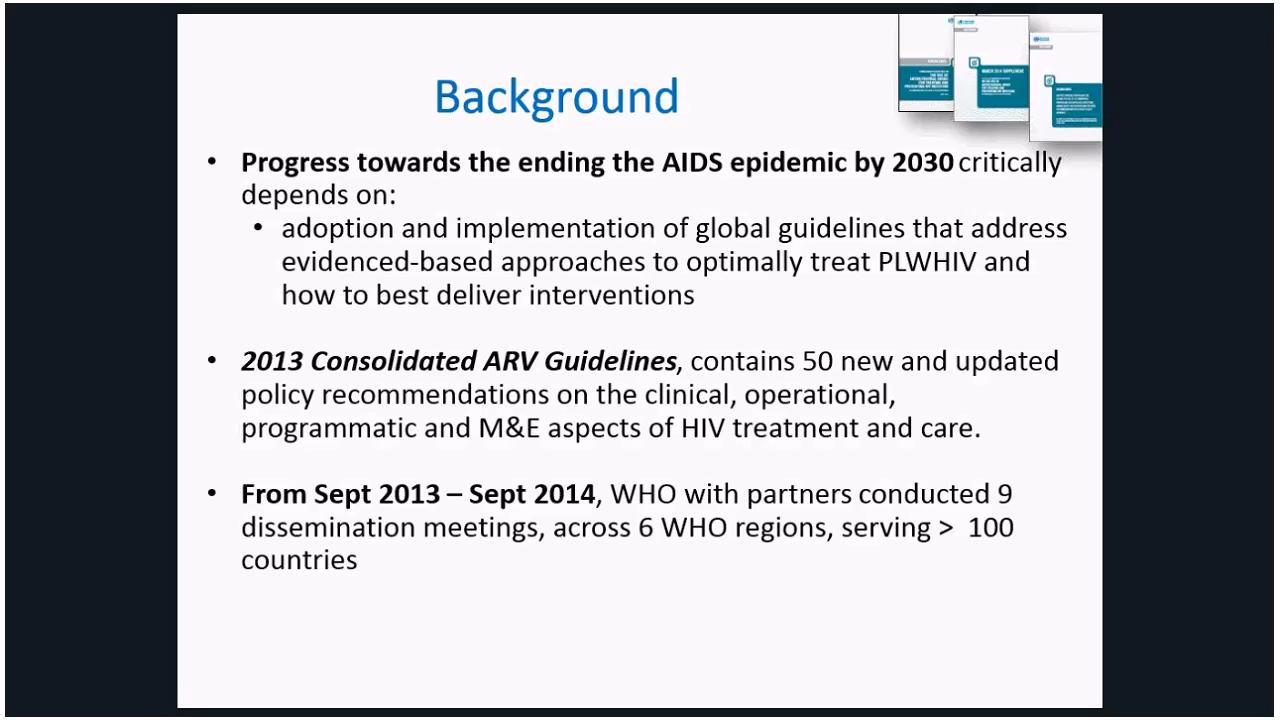 Background
• Progress towards the ending the AIDS epidemic by 2030 critically
depends on:
• adoption and implementation of global guidelines that address
evidenced-based approaches to optimally treat PLWHIV and
how to best deliver interventions
• 2013 Consolidated ARV Guidelines, contains 50 new and updated
policy recommendations on the clinical, operational,
programmatic and M&E aspects of HIV treatment and care.
• From Sept 2013 – Sept 2014, WHO with partners conducted 9
dissemination meetings, across 6 WHO regions, serving > 100
countries
MARCH 2014 SUPPLEMENT